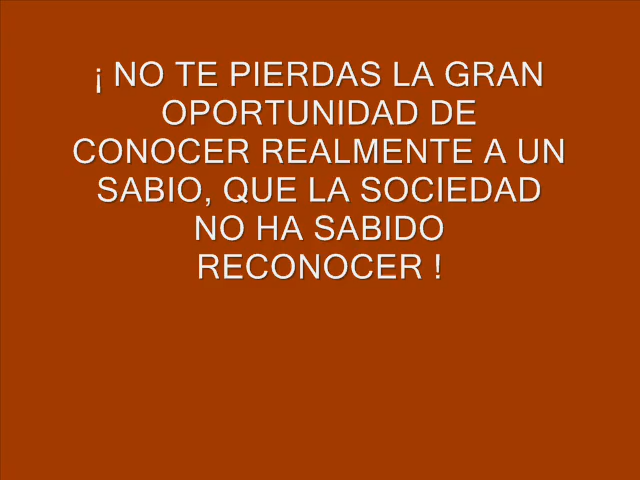 ¡ NO TE PIERDAS LA GRAN
OPORTUNIDAD DE
CONOCER REALMENTE A UN
SABIO, QUE LA SOCIEDAD
NO HA SABIDO
RECONOCER !